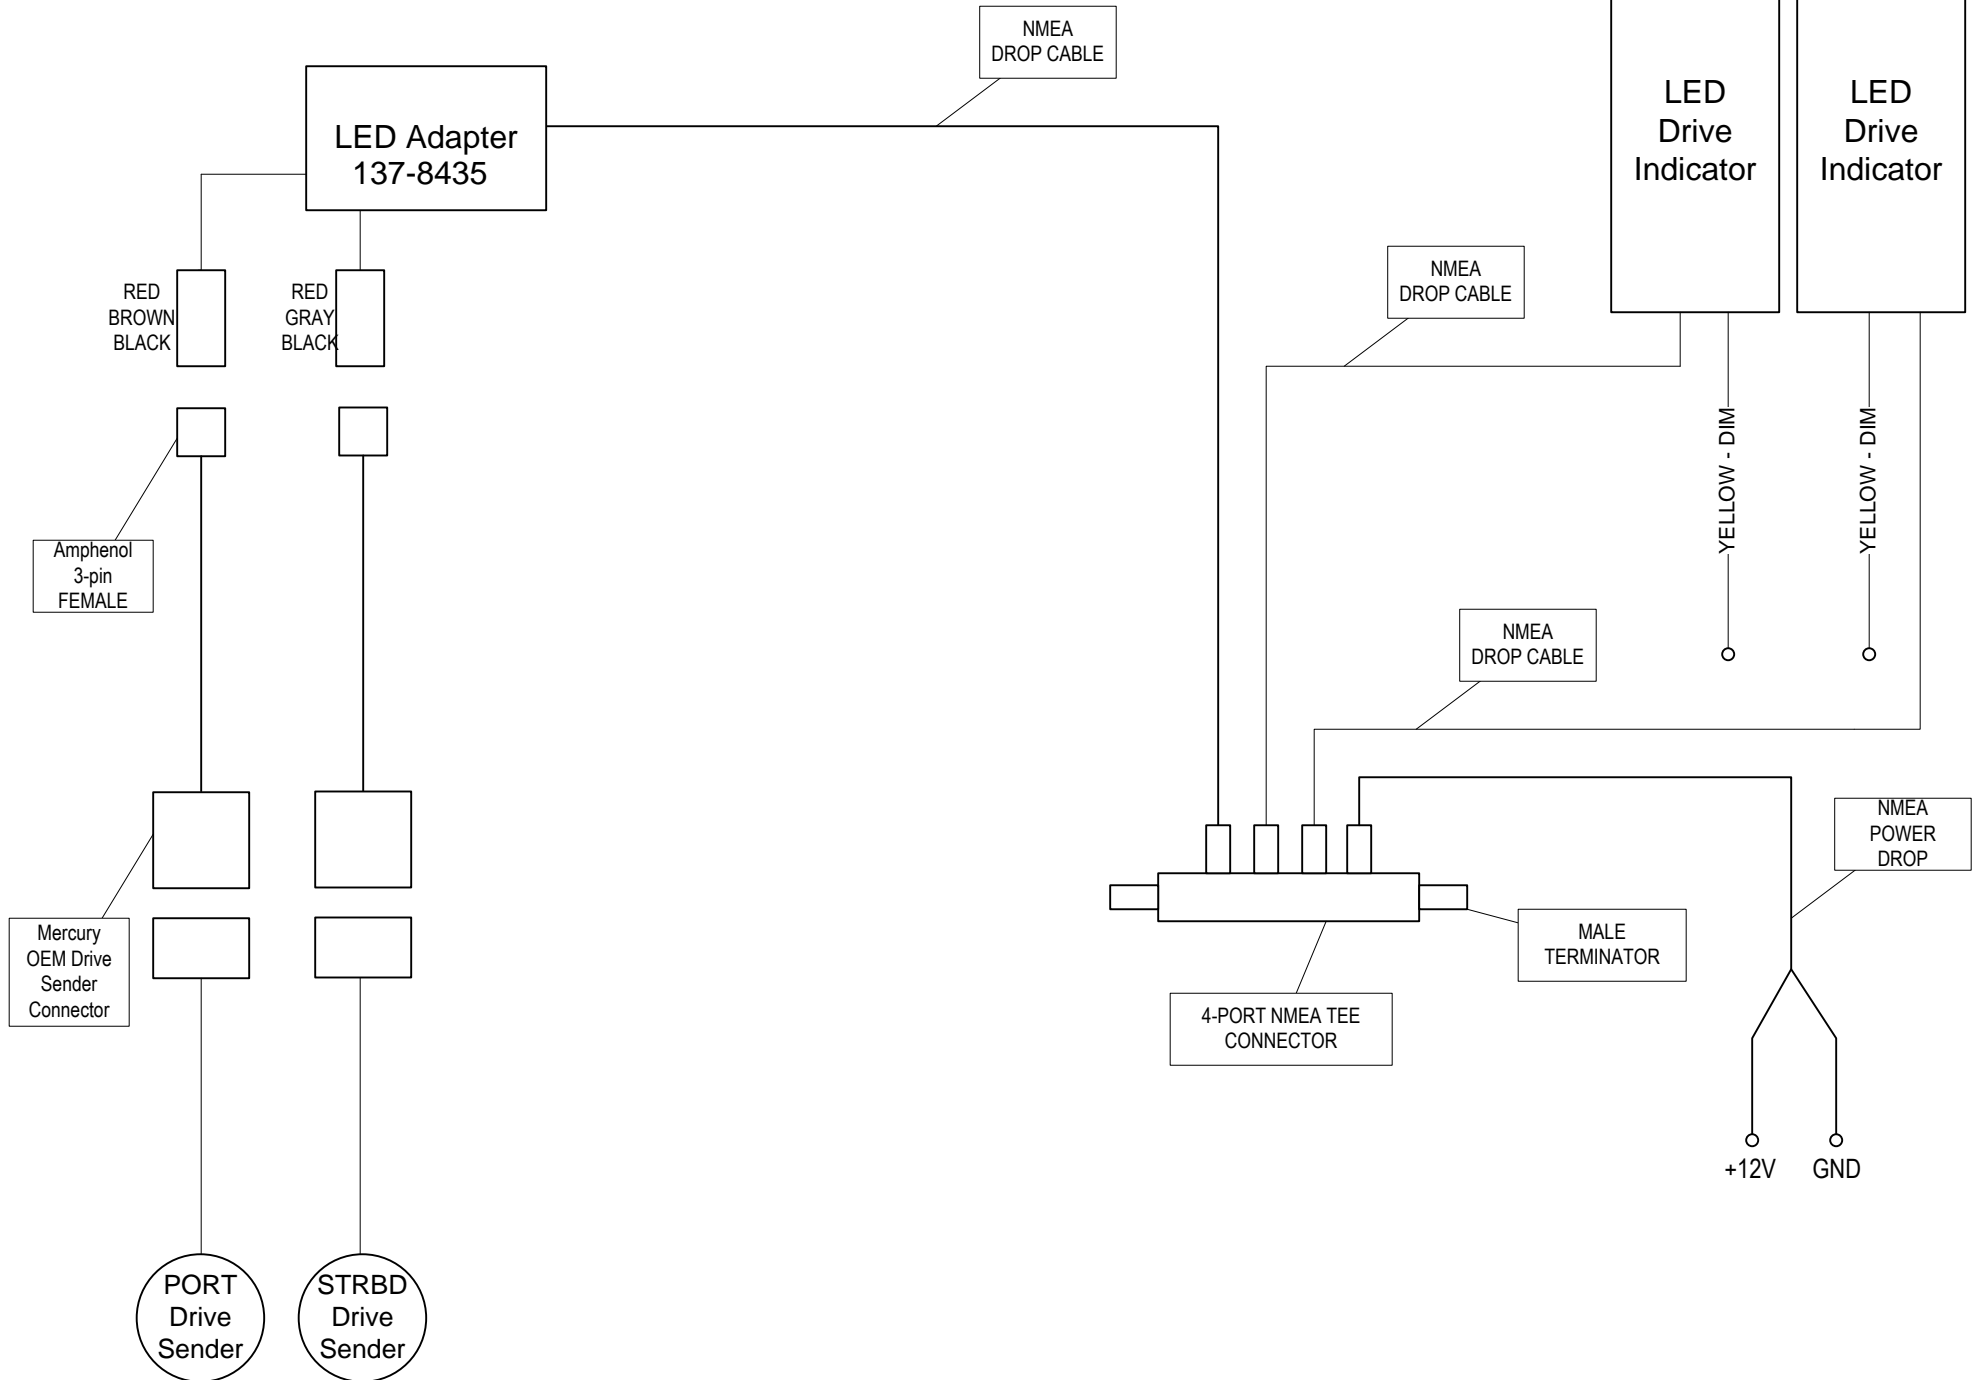 NMEA
DROP CABLE
LED Adapter
137-8435
LED
Drive
Indicator
LED
Drive
Indicator
RED
BROWN
BLACK
RED
GRAY
BLACK
NMEA
DROP CABLE
YELLOW - DIM
YELLOW - DIM
Amphenol
3-pin
FEMALE
NMEA
DROP CABLE
NMEA
POWER
DROP
Mercury
OEM Drive
Sender
Connector
MALE
TERMINATOR
4-PORT NMEA TEE
CONNECTOR
+12V
GND
PORT
Drive
Sender
STRBD
Drive
Sender